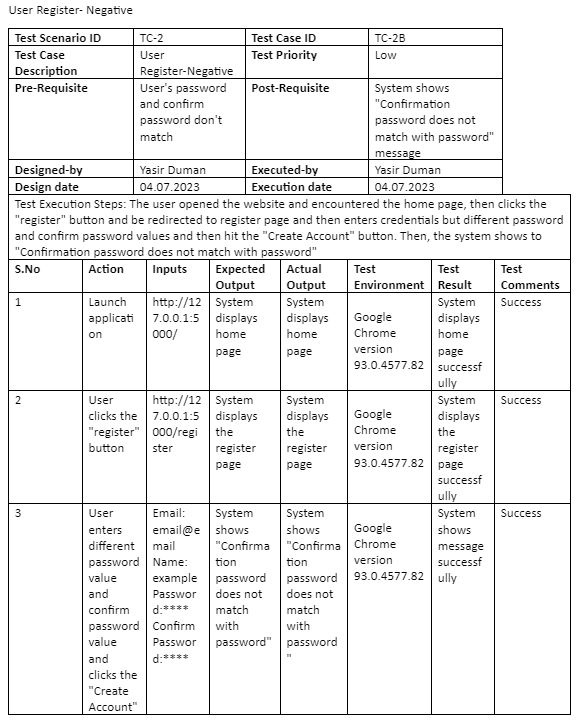 User Register- Negative
Test Scenario ID TC-2 Test Case ID TC-2B
Test Case Description User Register-Negative Test Priority Low
Pre-Requisite User's password and confirm password don't match Post-Requisite System shows "Confirmation password does not match with password" message
Designed-by Yasir Duman Executed-by Yasir Duman
Design date 04.07.2023 Execution date 04.07.2023
Test Execution Steps: The user opened the website and encountered the home page, then clicks the
"register" button and be redirected to register page and then enters credentials but different password
and confirm password values and then hit the "Create Account" button. Then, the system shows to
"Confirmation password does not match with password"
S.No Action Inputs Expected Output Actual Output Test Environment Test Result Test Comments
1 Launch application http://127.0.0.1:5000/ System displays home page System displays home page Google Chrome version 93.0.4577.82 System displays home page successfully Success
2 User clicks the "register" button http://127.0.0.1:5000/register System displays the register page System displays the register page Google Chrome version 93.0.4577.82 System displays the register page successfully Success
3 User enters different password value and confirm password value and clicks the "Create Account" Email: email@email Name: example Password:**** Confirm Password:**** System shows "Confirmation password does not match with password" System shows "Confirmation password does not match with password" Google Chrome version 93.0.4577.82 System shows message successfully Success